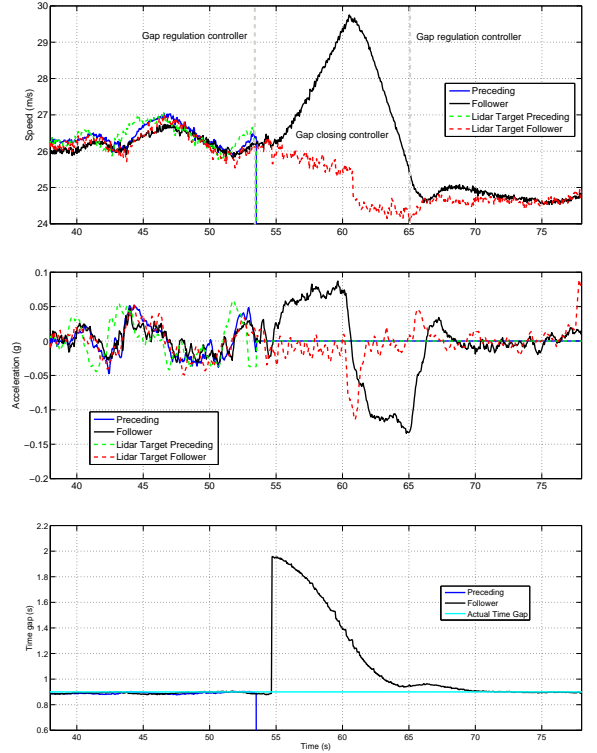 30
29
28
27
26
25
24
Speed (m/s)
Gap regulation controller
Gap regulation controller
Gap closing controller
Preceding
Follower
Lidar Target Preceding
Lidar Target Follower
40 45 50 55 60 65 70 75
0.1
0.05
0
−0.05
−0.1
−0.15
−0.2
Acceleration (g)
Preceding
Follower
Lidar Target Preceding
Lidar Target Follower
40 45 50 55 60 65 70 75
2.2
2
1.8
1.6
1.4
1.2
1
0.8
0.6
Time gap (s)
Preceding
Follower
Actual Time Gap
40 45 50 55 60 65 70 75
Time (s)